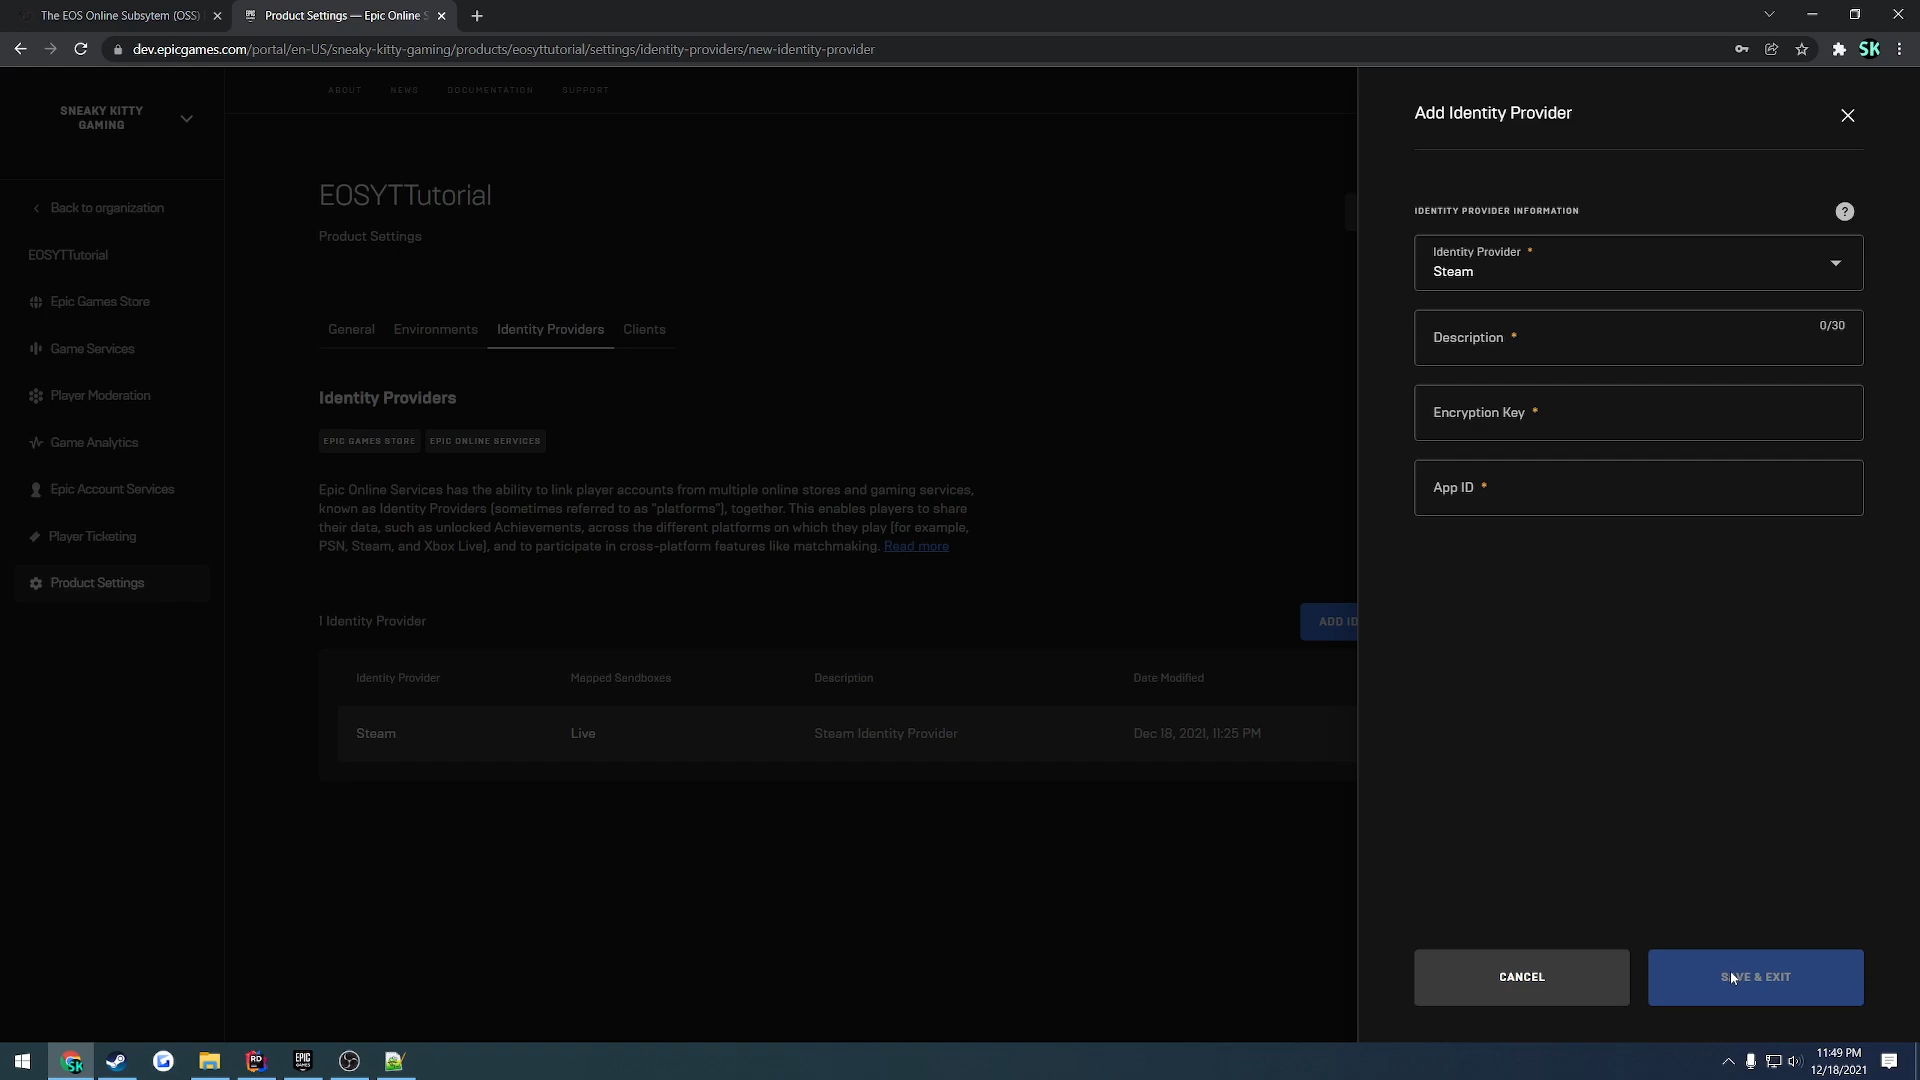 The EOS Online Subsytem (OSS)
Product Settings — Epic Online S
dev.epicgames.com/portal/en-US/sneaky-kitty-gaming/products/eosyttutorial/settings/identity-providers/new-identity-provider
SK
ABOUT NEWS DOCUMENTATION SUPPORT
SNEAKY KITTY
GAMING
Back to organization
EOSYTTutorial
Epic Games Store
Game Services
Player Moderation
Game Analytics
Epic Account Services
Player Ticketing
Product Settings
EOSYTTutorial
Product Settings
General Environments Identity Providers Clients
Identity Providers
EPIC GAMES STORE EPIC ONLINE SERVICES
Epic Online Services has the ability to link player accounts from multiple online stores and gaming services,
known as Identity Providers (sometimes referred to as "platforms"), together. This enables players to share
their data, such as unlocked Achievements, across the different platforms on which they play (for example,
PSN, Steam, and Xbox Live), and to participate in cross-platform features like matchmaking. Read more
1 Identity Provider
ADD ID
Identity Provider Mapped Sandboxes Description Date Modified
Steam Live Steam Identity Provider Dec 18, 2021, 11:25 PM
Add Identity Provider
IDENTITY PROVIDER INFORMATION
?
Identity Provider *
Steam
Description *
0/30
Encryption Key *
App ID *
CANCEL
SAVE & EXIT
SK
RD
EPIC
GAMES
11:49 PM
12/18/2021